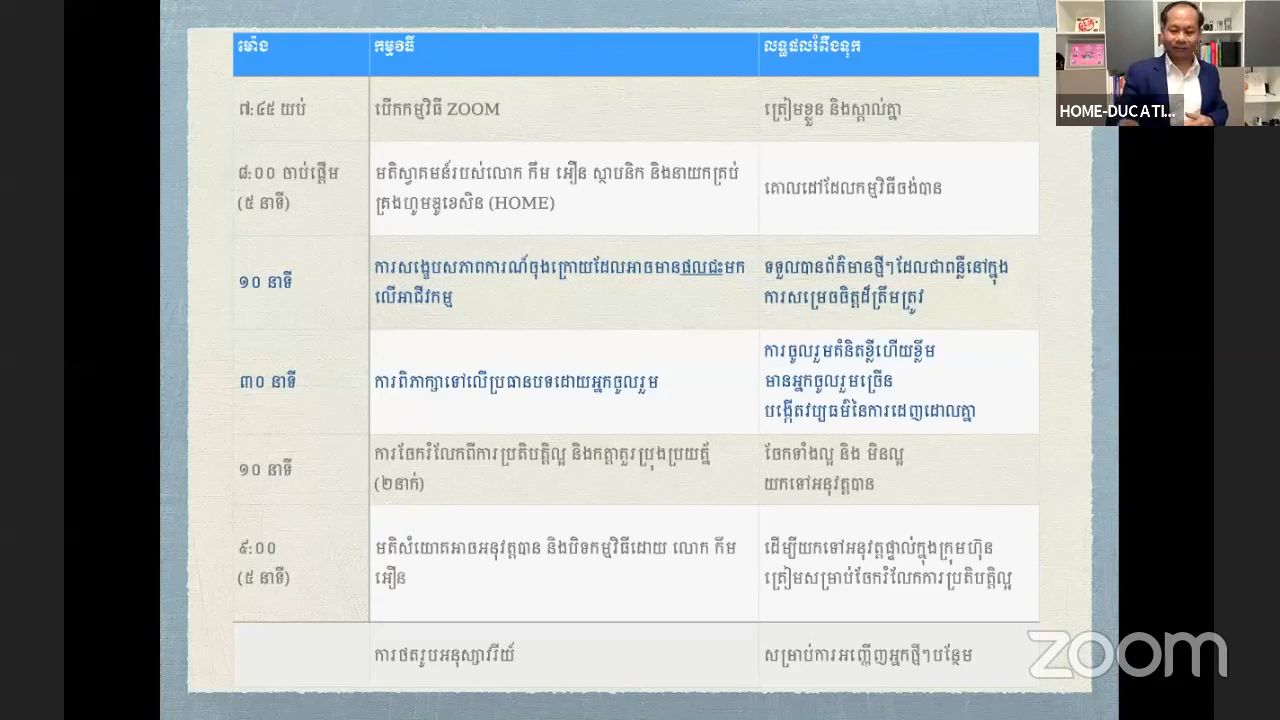 ម៉ោង កម្មវិធី លទ្ធផលរំពឹងទុក
HOME-DUCATI...
៧:៤៥ យប់ បើកកម្មវិធី ZOOM ត្រៀមខ្លួន និងស្គាល់គ្នា
៨:០០ ចាប់ផ្តើម
(៥ នាទី)
មតិស្វាគមន៍របស់លោក គឹម អឿន ស្ថាបនិក និងនាយកគ្រប់
គ្រងហូមឌូខេសិន (HOME)
គោលដៅដែលកម្មវិធីចង់បាន
១០ នាទី
ការសង្ខេបសភាពការណ៍ចុងក្រោយដែលអាចមានផលជះមក
លើអាជីវកម្ម
ទទួលបានព័ត៌មានថ្មីៗដែលជាពន្លឺនៅក្នុង
ការសម្រេចចិត្តដ៏ត្រឹមត្រូវ
៣០ នាទី
ការពិភាក្សាទៅលើប្រធានបទដោយអ្នកចូលរួម
ការចូលរួមគំនិតខ្លីហើយខ្លឹម
មានអ្នកចូលរួមច្រើន
បង្កើតវប្បធម៌នៃការដេញដោលគ្នា
១០ នាទី
ការចែករំលែកពីការប្រតិបត្តិល្អ និងកត្តាគួរប្រុងប្រយត្ន័
(២នាក់)
ចែកទាំងល្អ និង មិនល្អ
យកទៅអនុវត្តបាន
៩:០០
(៥ នាទី)
មតិសំយោគអាចអនុវត្តបាន និងបិទកម្មវិធីដោយ លោក គឹម
អឿន
ដើម្បីយកទៅអនុវត្តផ្ទាល់ក្នុងក្រុមហ៊ុន
ត្រៀមសម្រាប់ចែករំលែកការប្រតិបត្តិល្អ
ការថតរូបអនុស្សាវរីយ៍ សម្រាប់ការអញ្ជើញអ្នកថ្មីៗបន្ថែម
zoom